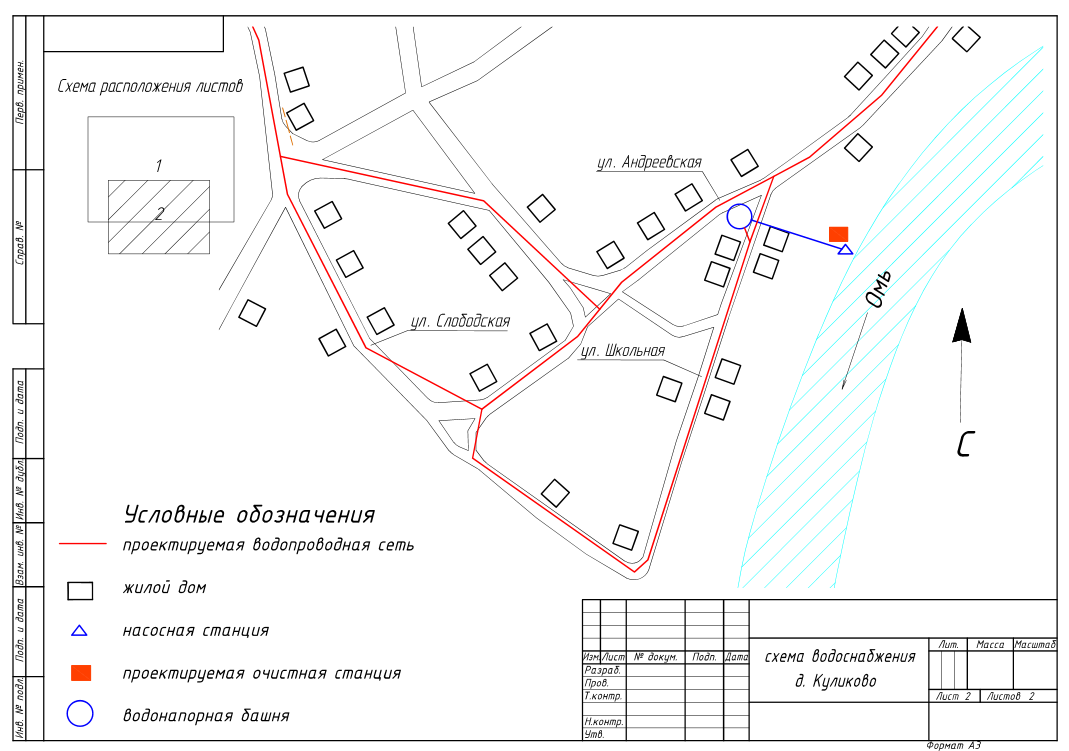 Перв. примен.
Справ. №
Подп. и дата
Инв. № дубл.
Взам. инв. №
Подп. и дата
Инв. № подл.
Схема расположения листов
1
2
ул. Андреевская
ул. Слободская
ул. Школьная
Омь
С
Условные обозначения
проектируемая водопроводная сеть
жилой дом
насосная станция
проектируемая очистная станция
водонапорная башня
Изм. Лист № докум. Подп. Дата
Разраб.
Пров.
Т.контр.
Н.контр.
Утв.
схема водоснабжения
д. Куликово
Лит. Масса Масштаб
Лист 2 Листов 2
Формат А3